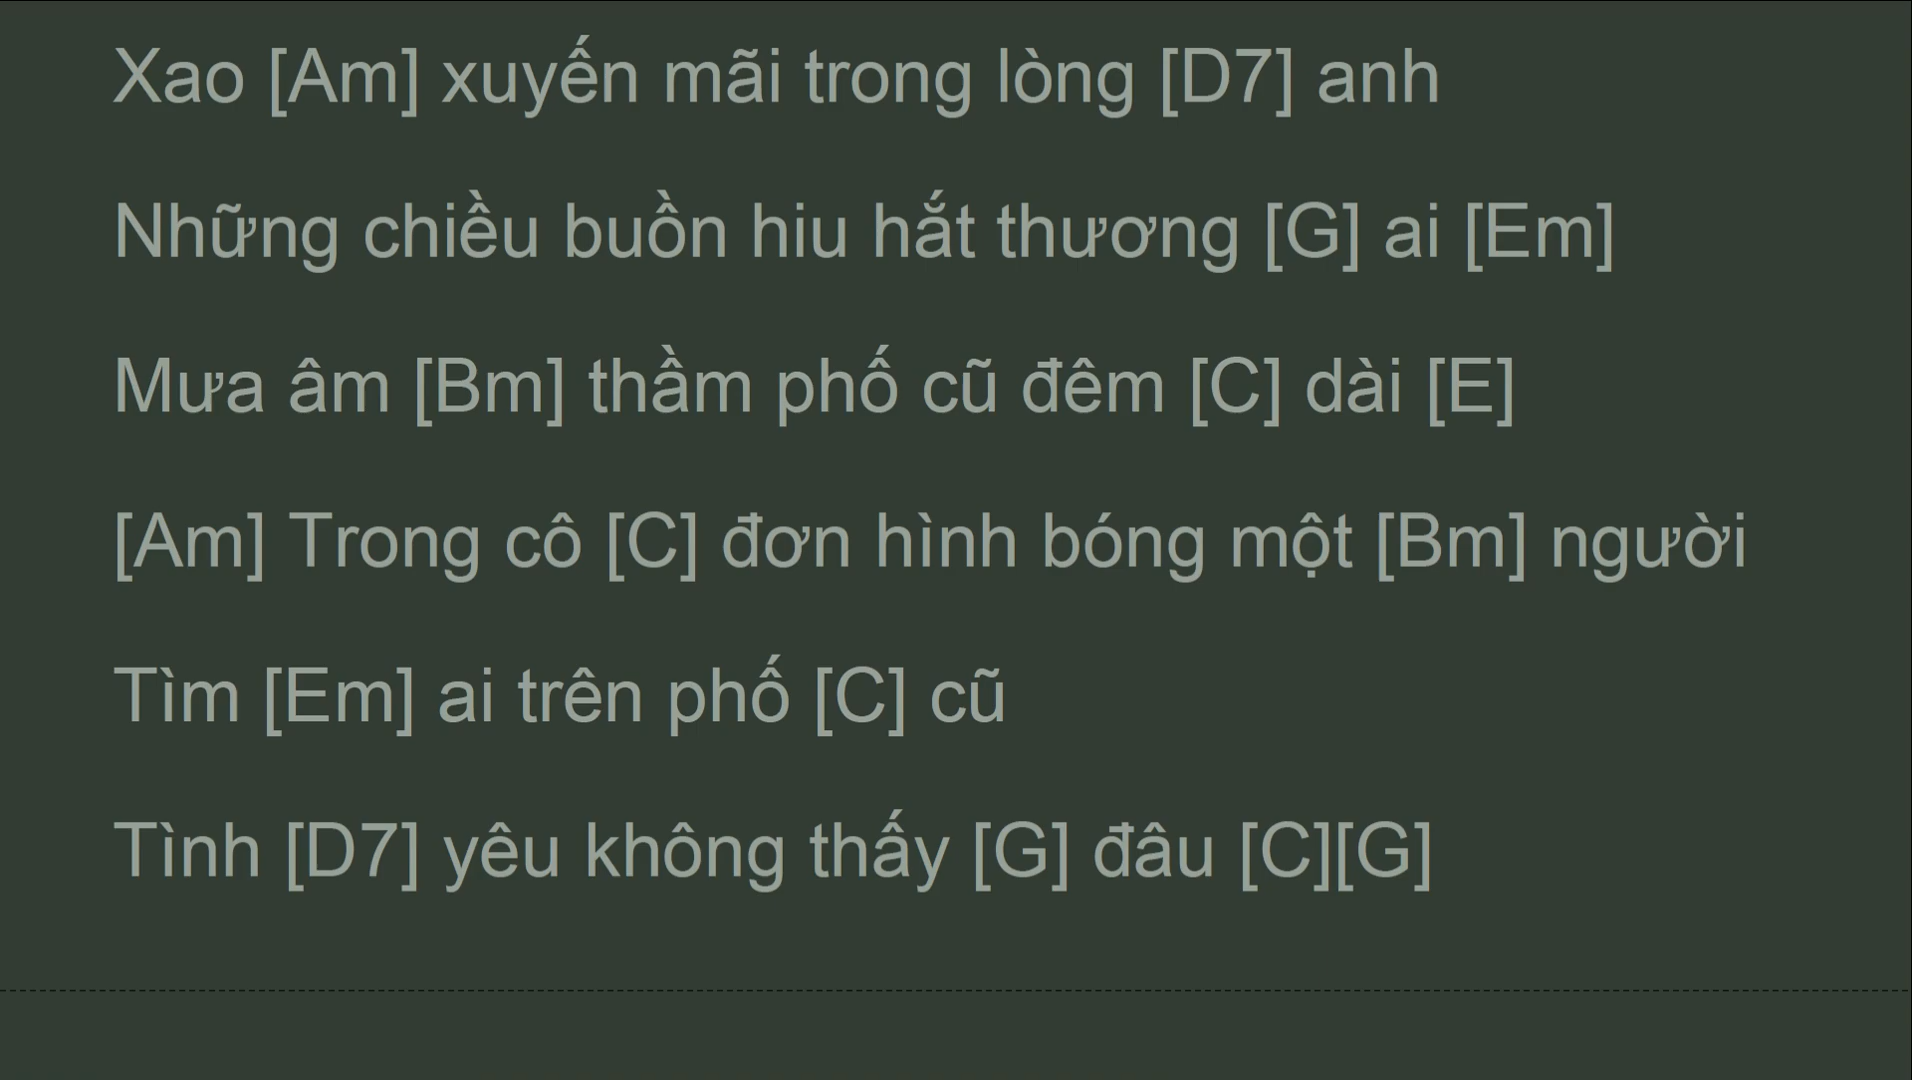 Xao [Am] xuyến mãi trong lòng [D7] anh
Những chiều buồn hiu hắt thương [G] ai [Em]
Mưa âm [Bm] thầm phố cũ đêm [C] dài [E]
[Am] Trong cô [C] đơn hình bóng một [Bm] người
Tìm [Em] ai trên phố [C] cũ
Tình [D7] yêu không thấy [G] đâu [C][G]